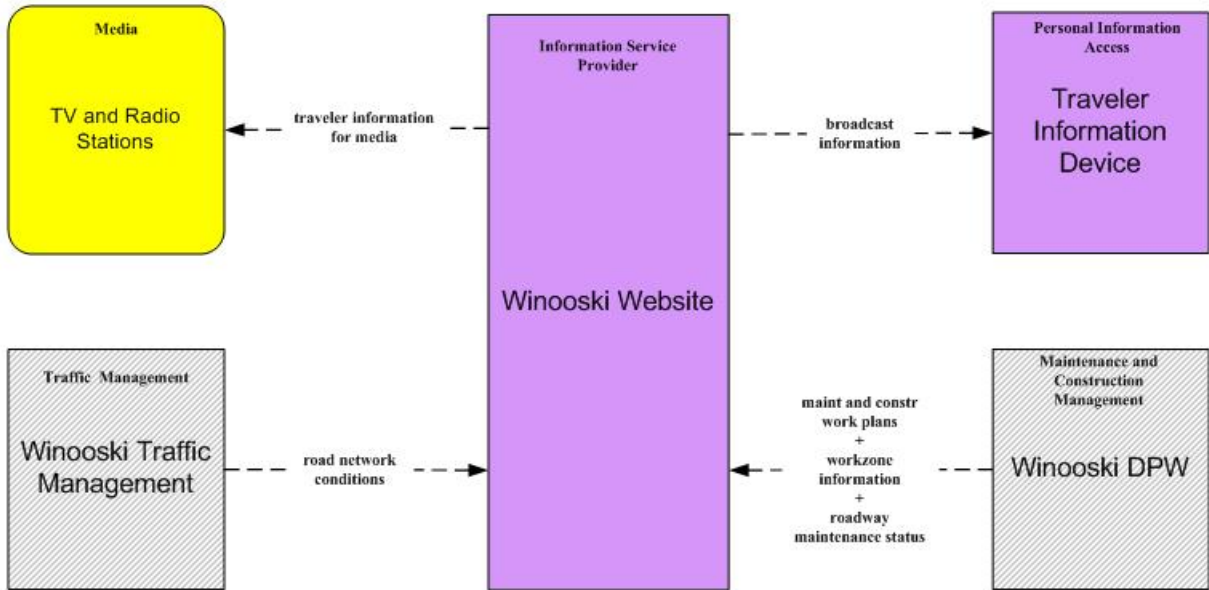 Media
TV and Radio
Stations
traveler information
for media
Information Service
Provider
Winooski Website
broadcast
information
Personal Information
Access
Traveler
Information
Device
Traffic Management
Winooski Traffic
Management
road network
conditions
maint and constr
work plans
+
workzone
information
+
roadway
maintenance status
Maintenance and
Construction
Management
Winooski DPW